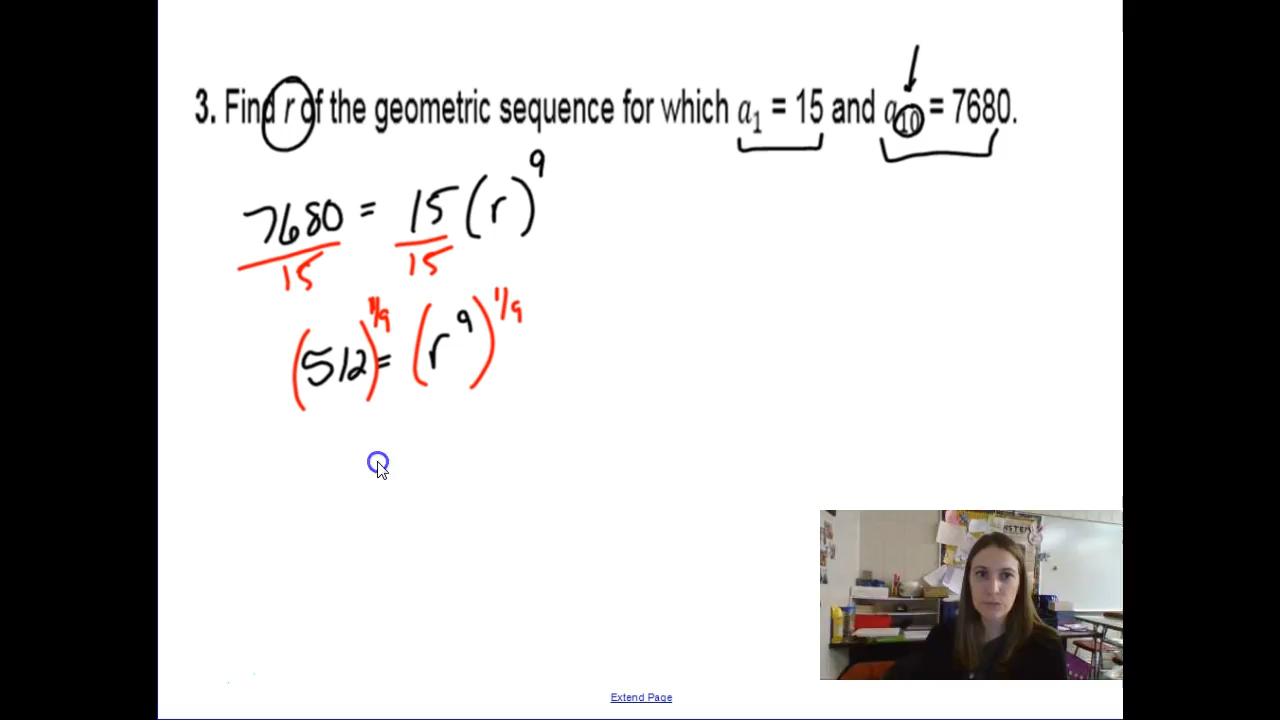 3. Find r of the geometric sequence for which a₁ = 15 and a₁₀ = 7680.
7680 = 15 (r)⁹
15 15
(512)^1/9 = (r⁹)^1/9
Extend Page